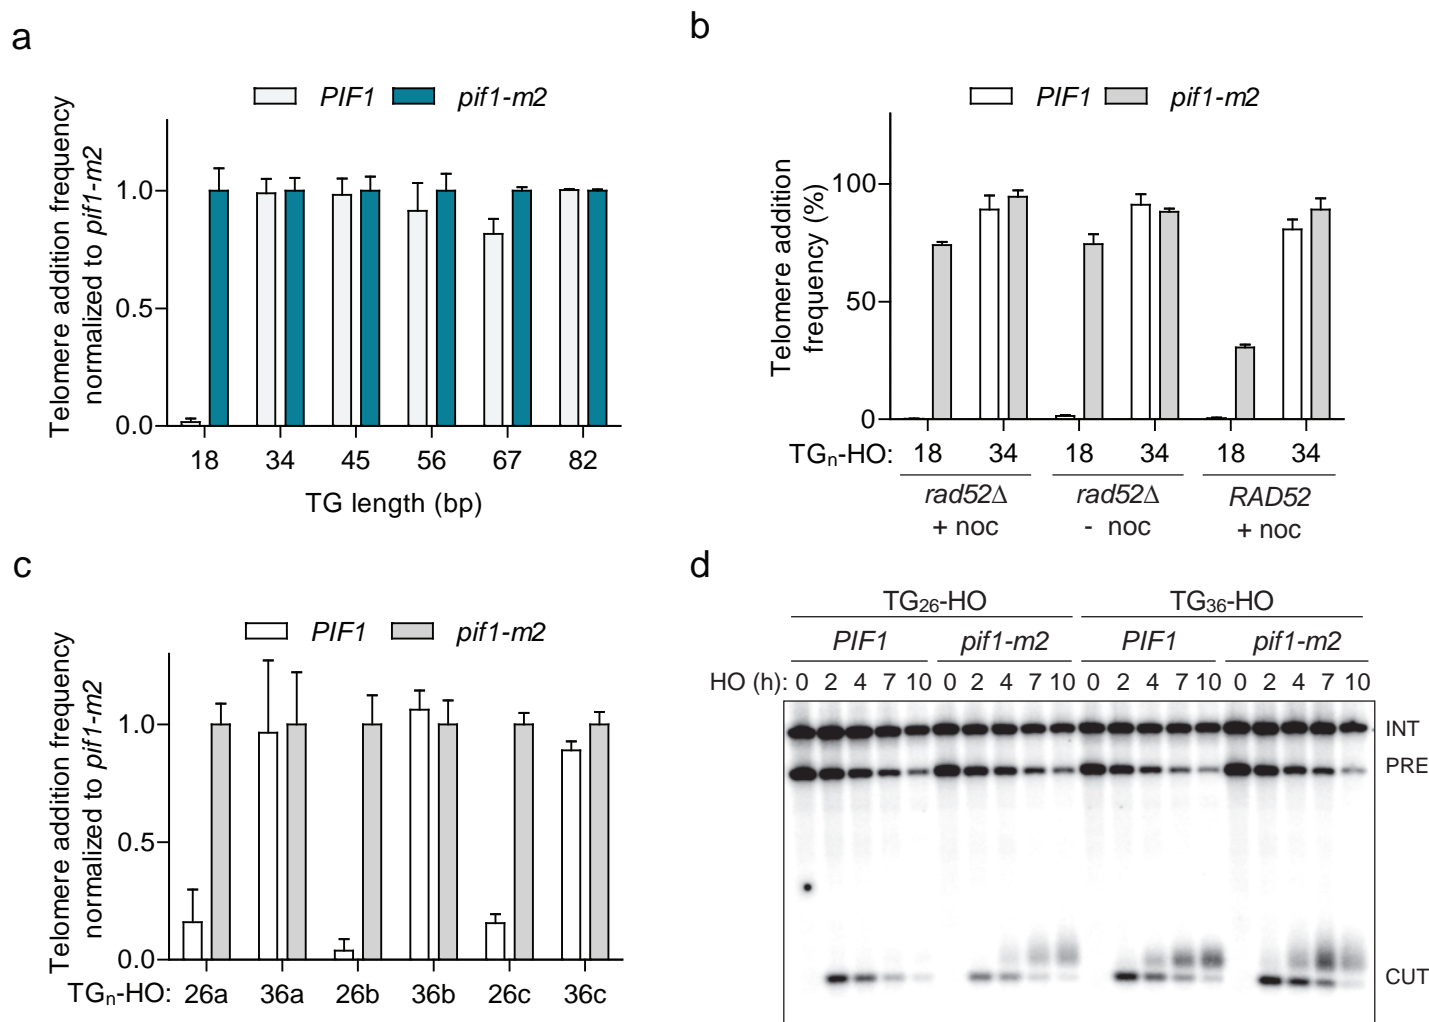 a
PIF1 pif1-m2
Telomere addition frequency
normalized to pif1-m2
1.0
0.5
0.0
18 34 45 56 67 82
TG length (bp)
b
PIF1 pif1-m2
Telomere addition
frequency (%)
100
50
0
TGn-HO: 18 34 18 34 18 34
rad52Δ rad52Δ RAD52
+ noc - noc + noc
c
PIF1 pif1-m2
Telomere addition frequency
normalized to pif1-m2
1.0
0.5
0.0
TGn-HO: 26a 36a 26b 36b 26c 36c
d
TG26-HO TG36-HO
PIF1 pif1-m2 PIF1 pif1-m2
HO (h): 0 2 4 7 10 0 2 4 7 10 0 2 4 7 10 0 2 4 7 10
INT
PRE
CUT